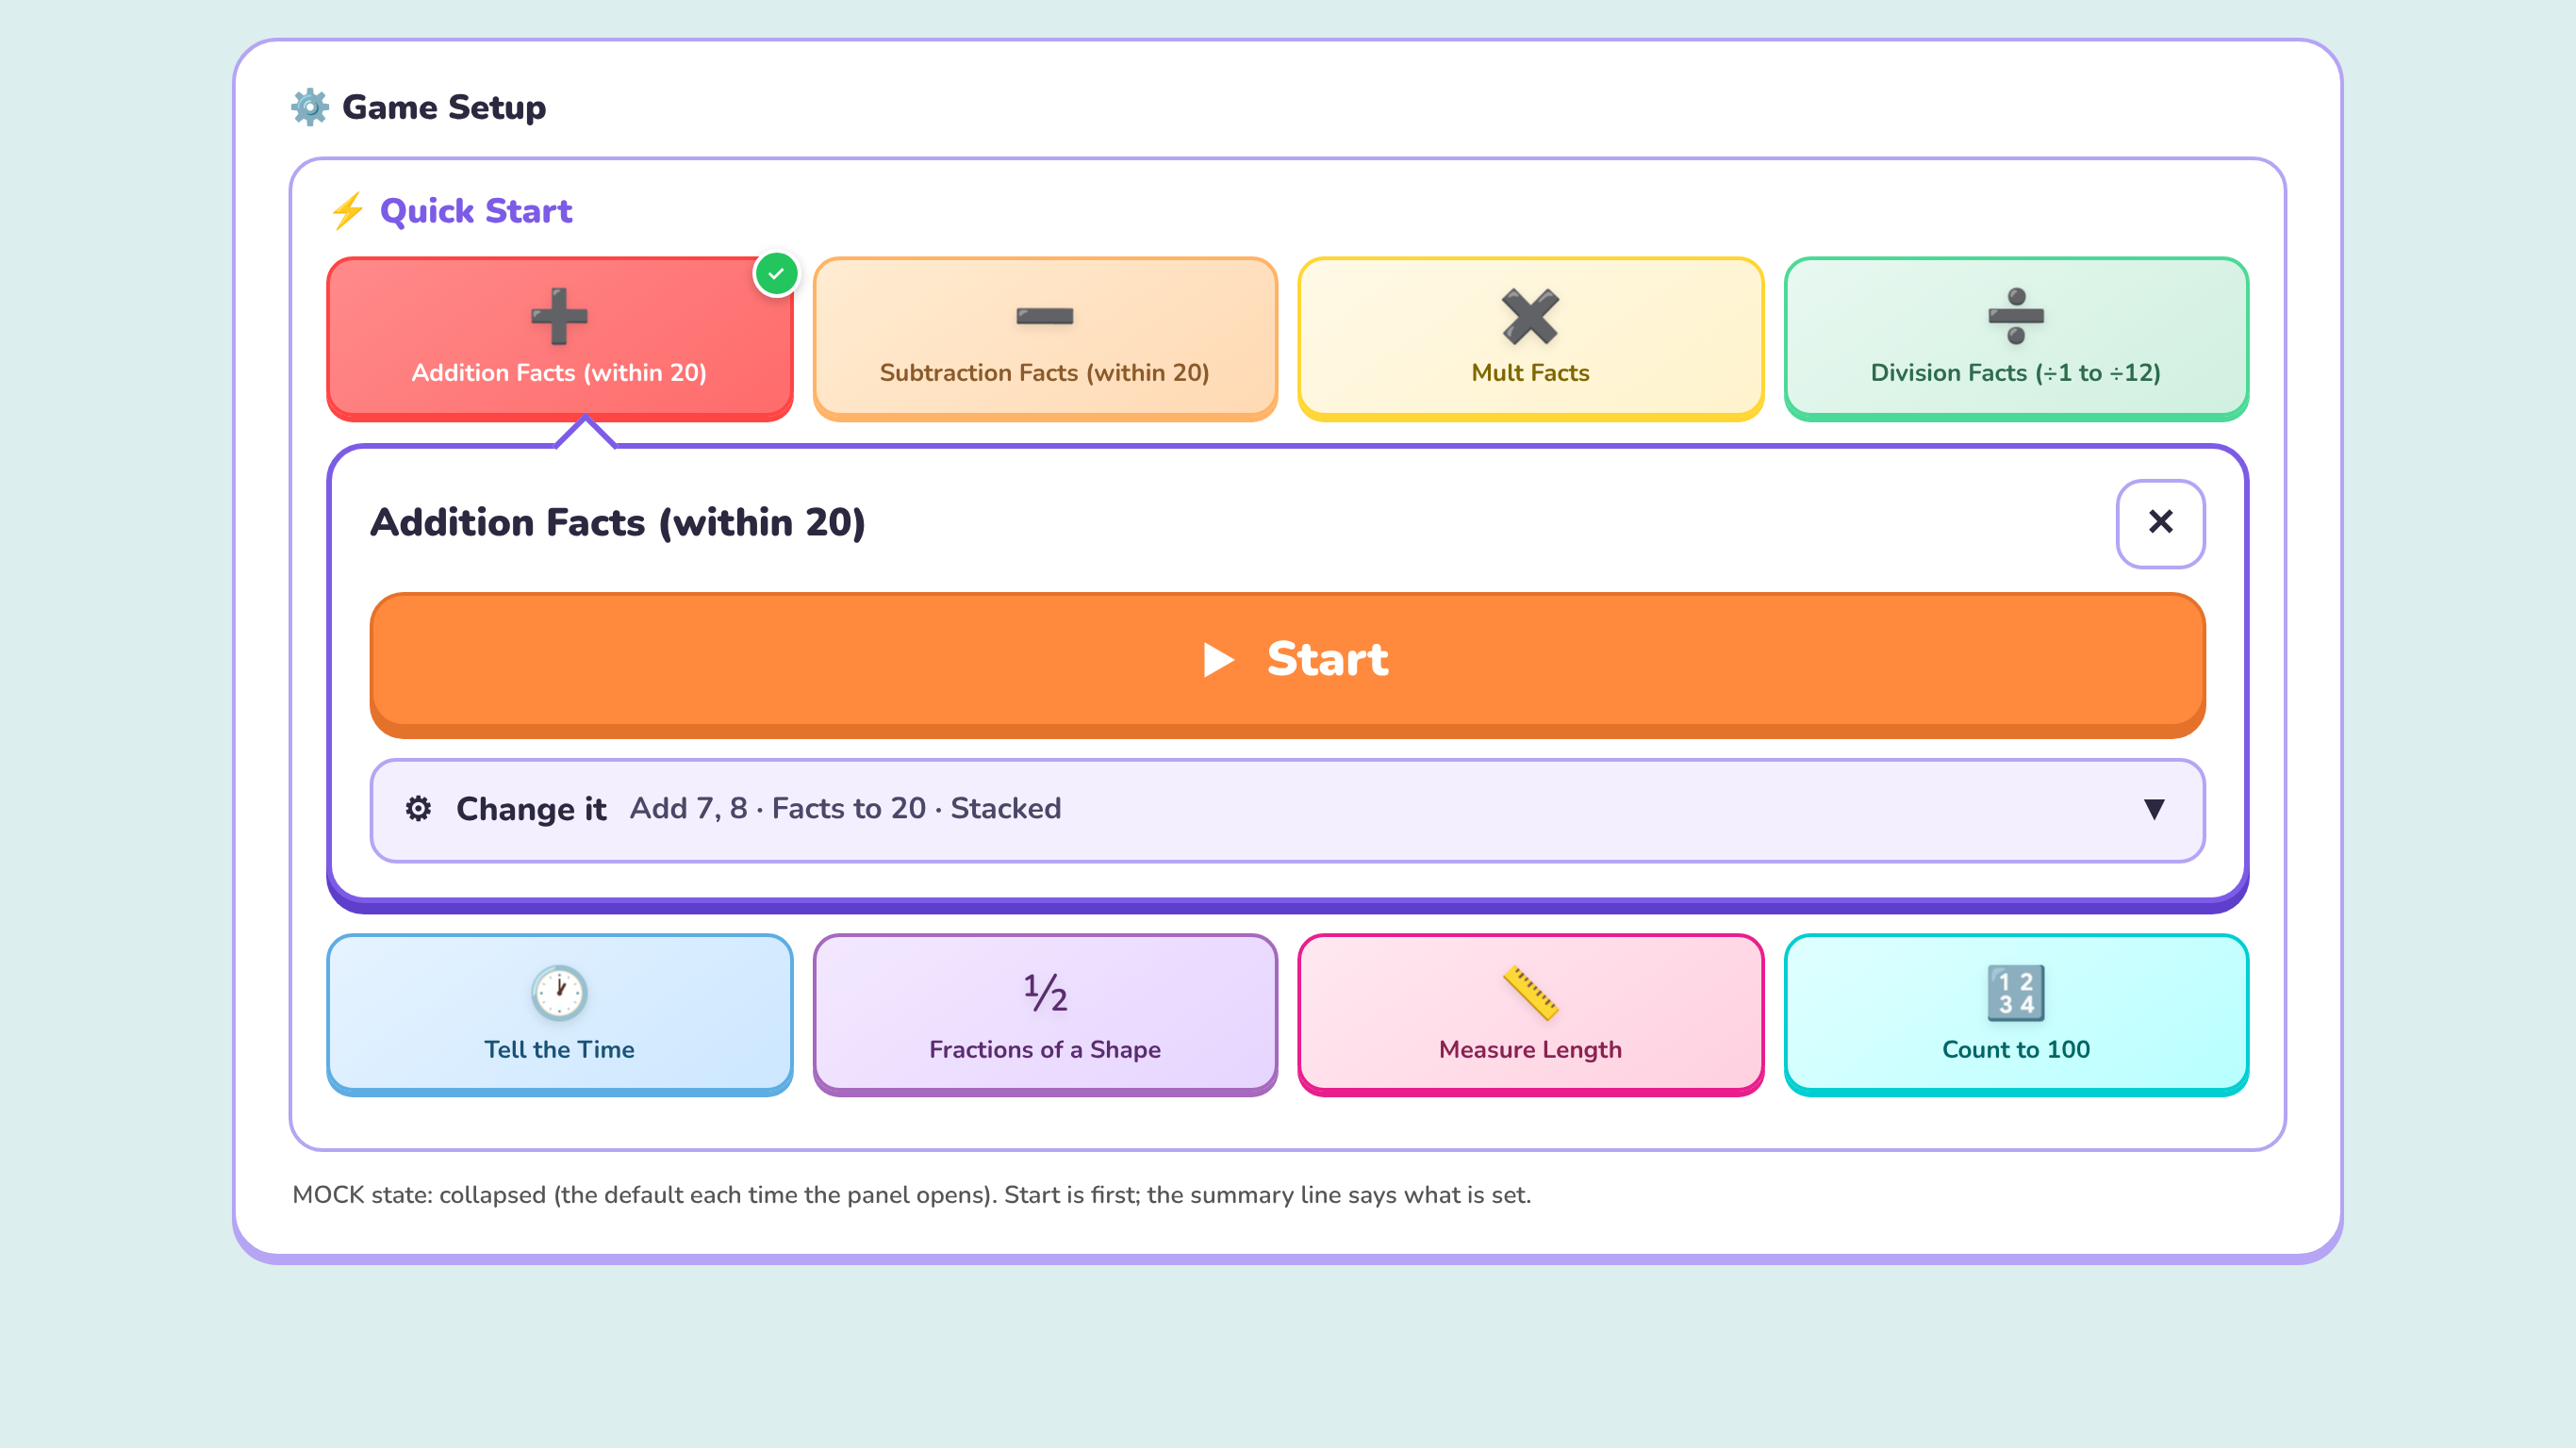 ⚙️ Game Setup
⚡ Quick Start
➕
Addition Facts (within 20)
➖
Subtraction Facts (within 20)
✖
Mult Facts
➗
Division Facts (÷1 to ÷12)
Addition Facts (within 20) ✕
▶ Start
⚙ Change it Add 7, 8 · Facts to 20 · Stacked ▼
Tell the Time
½
Fractions of a Shape
Measure Length
1 2
3 4
Count to 100
MOCK state: collapsed (the default each time the panel opens). Start is first; the summary line says what is set.